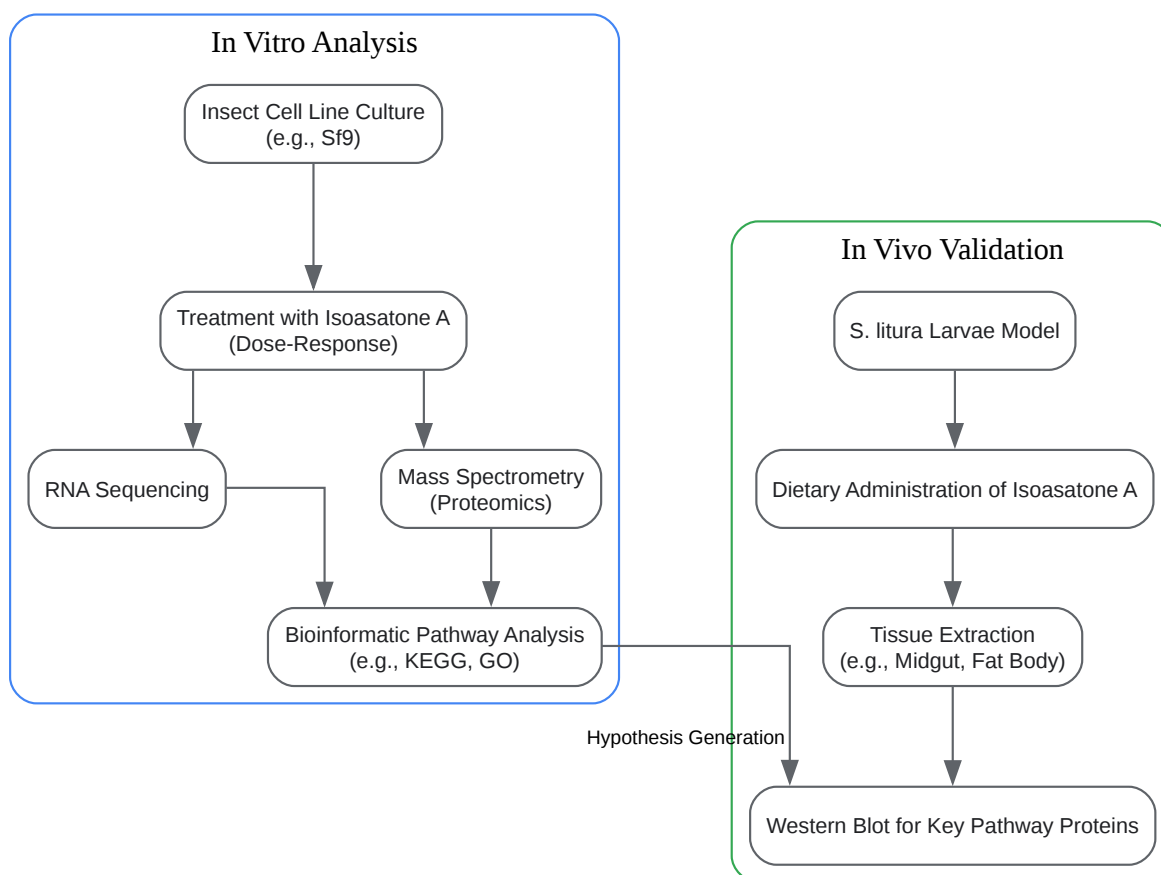 In Vitro Analysis
Insect Cell Line Culture
(e.g., Sf9)
Treatment with Isoasatone A
(Dose-Response)
RNA Sequencing
Mass Spectrometry
(Proteomics)
Bioinformatic Pathway Analysis
(e.g., KEGG, GO)
Hypothesis Generation
In Vivo Validation
S. litura Larvae Model
Dietary Administration of Isoasatone A
Tissue Extraction
(e.g., Midgut, Fat Body)
Western Blot for Key Pathway Proteins